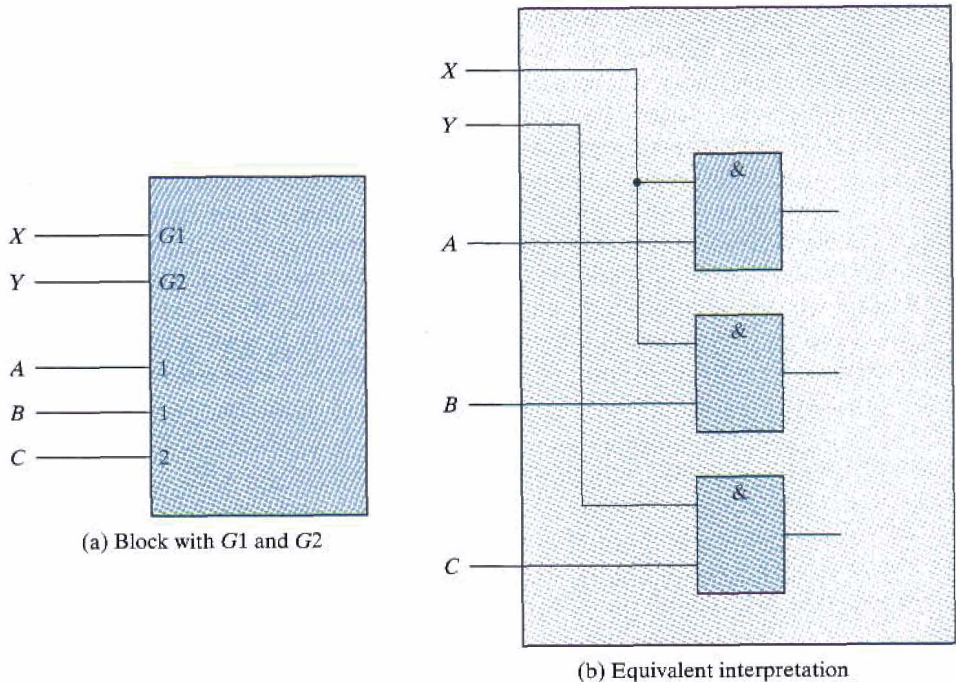 X
G1
Y
G2
A
1
B
1
C
2
(a) Block with G1 and G2
X
Y
&
A
&
B
&
C
(b) Equivalent interpretation